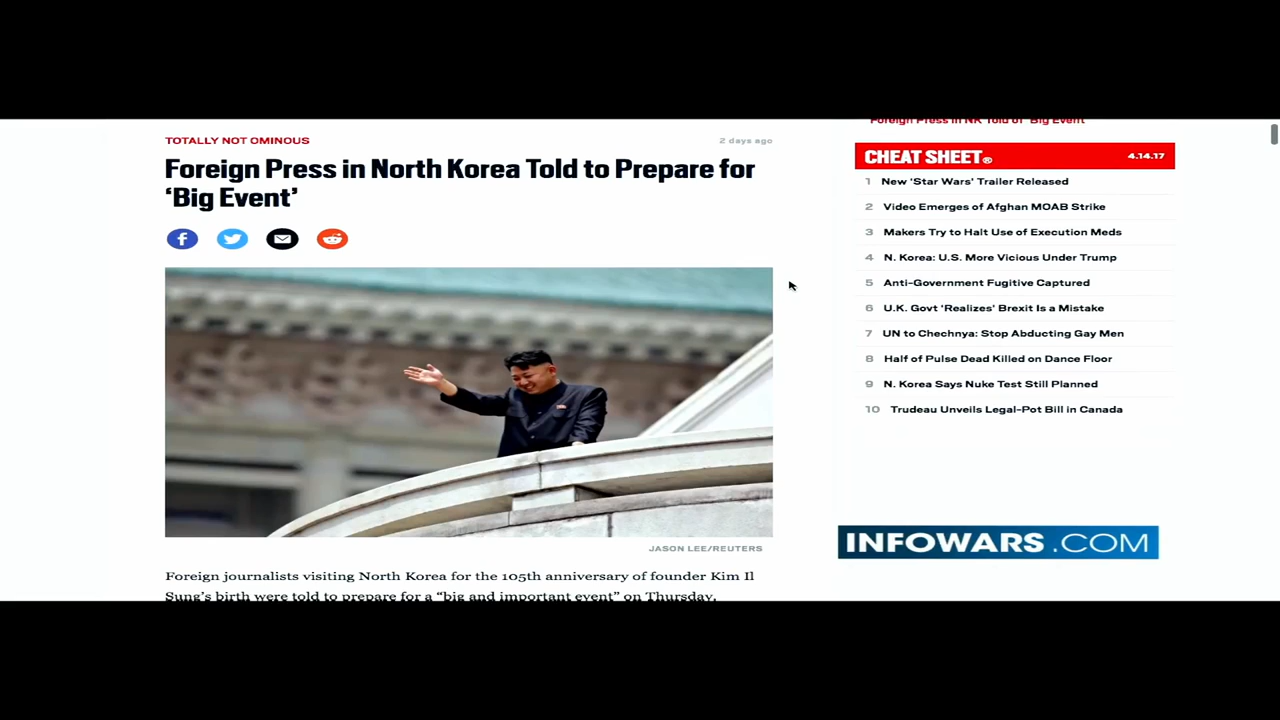 TOTALLY NOT OMINOUS
2 days ago
Foreign Press in North Korea Told to Prepare for
‘Big Event’
JASON LEE/REUTERS
Foreign journalists visiting North Korea for the 105th anniversary of founder Kim Il
Sung’s birth were told to prepare for a “big and important event” on Thursday,
Foreign Press in NK Told of ‘Big Event’
CHEAT SHEET®
4.14.17
1 New ‘Star Wars’ Trailer Released
2 Video Emerges of Afghan MOAB Strike
3 Makers Try to Halt Use of Execution Meds
4 N. Korea: U.S. More Vicious Under Trump
5 Anti-Government Fugitive Captured
6 U.K. Govt ‘Realizes’ Brexit Is a Mistake
7 UN to Chechnya: Stop Abducting Gay Men
8 Half of Pulse Dead Killed on Dance Floor
9 N. Korea Says Nuke Test Still Planned
10 Trudeau Unveils Legal-Pot Bill in Canada
INFOWARS.COM